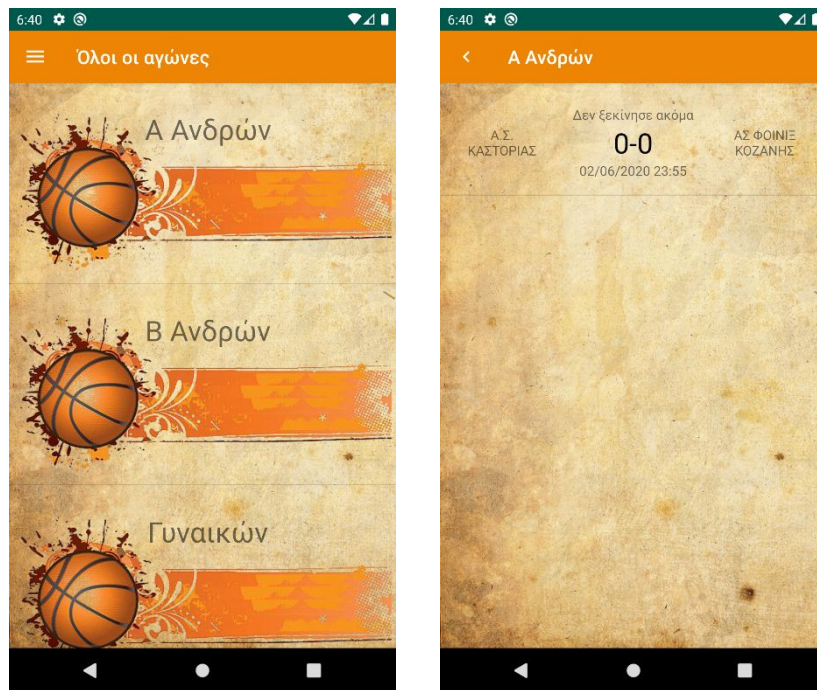 6:40
Όλοι οι αγώνες
Α Ανδρών
Β Ανδρών
Γυναικών
6:40
Α Ανδρών
Δεν ξεκίνησε ακόμα
Α.Σ.
ΚΑΣΤΟΡΙΑΣ
0-0
ΑΣ ΦΟΙΝΙΞ
ΚΟΖΑΝΗΣ
02/06/2020 23:55